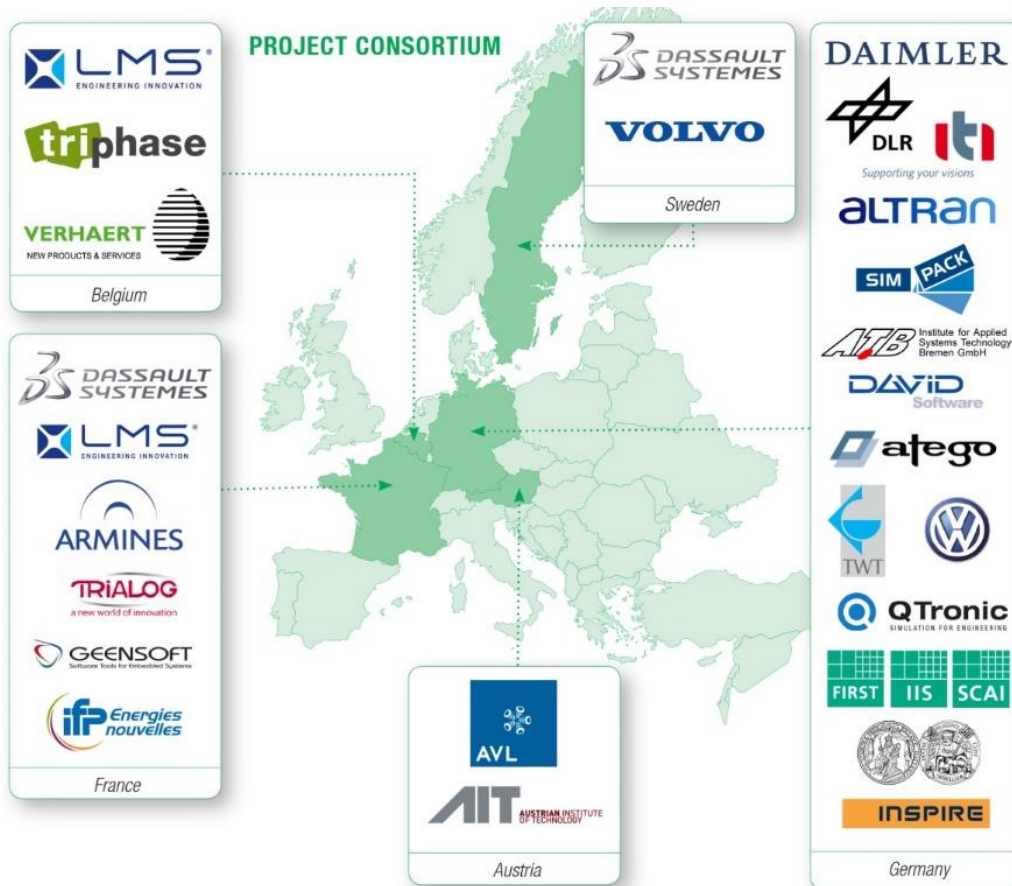 PROJECT CONSORTIUM
LMS®
ENGINEERING INNOVATION
triphase
VERHAERT
NEW PRODUCTS & SERVICES
Belgium
DASSAULT
SYSTEMES
LMS®
ENGINEERING INNOVATION
ARMINES
TRiALOG
a new world of innovation
GEENSOFT
Software Tools for Embedded Systems
ifp Energies
nouvelles
France
DASSAULT
SYSTEMES
VOLVO
Sweden
AVL
AIT AUSTRIAN INSTITUTE
OF TECHNOLOGY
Austria
DAIMLER
DLR
iti
Supporting your visions
ALTRAN
SIMPACK
ATB Institute for Applied
Systems Technology
Bremen GmbH
DAViD
Software
atego
TWT
VW
QTronic
SIMULATION FOR ENGINEERING
FIRST IIS SCAI
INSPIRE
Germany